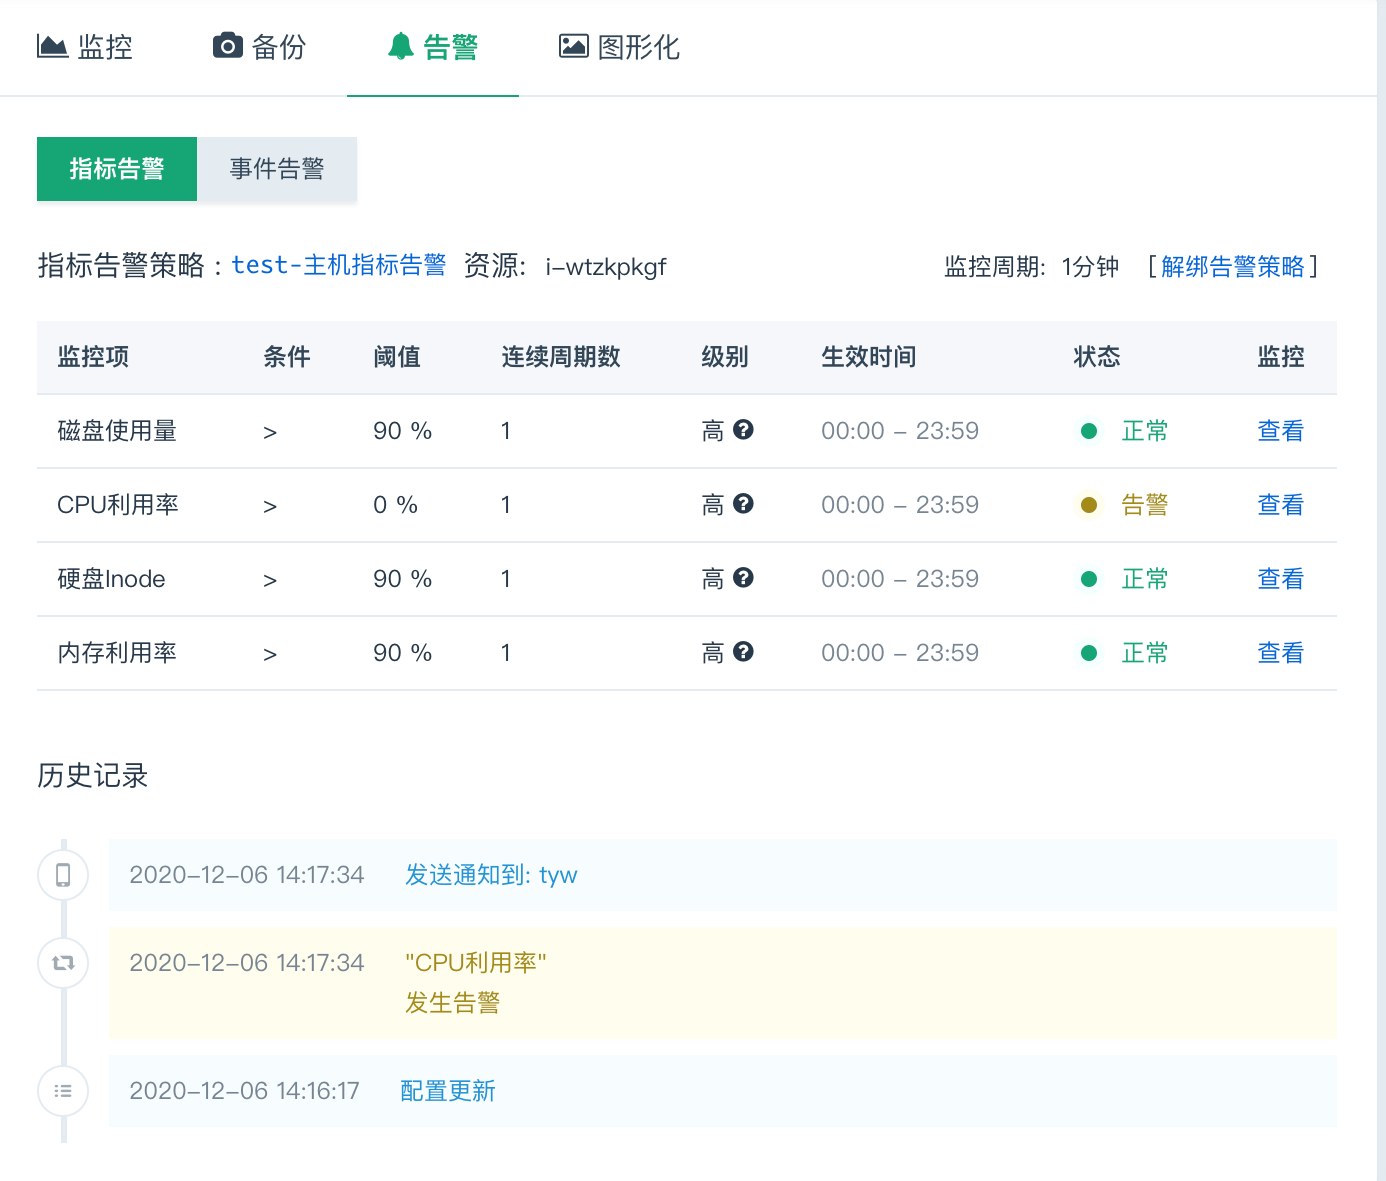 监控 备份 告警 图形化
指标告警 事件告警
指标告警策略 : test-主机指标告警 资源: i-wtzkpkgf 监控周期: 1分钟 [解绑告警策略]
监控项 条件 阈值 连续周期数 级别 生效时间 状态 监控
磁盘使用量 > 90 % 1 高 ? 00:00 - 23:59 正常 查看
CPU利用率 > 0 % 1 高 ? 00:00 - 23:59 告警 查看
硬盘Inode > 90 % 1 高 ? 00:00 - 23:59 正常 查看
内存利用率 > 90 % 1 高 ? 00:00 - 23:59 正常 查看
历史记录
2020-12-06 14:17:34 发送通知到: tyw
2020-12-06 14:17:34 "CPU利用率"
发生告警
2020-12-06 14:16:17 配置更新